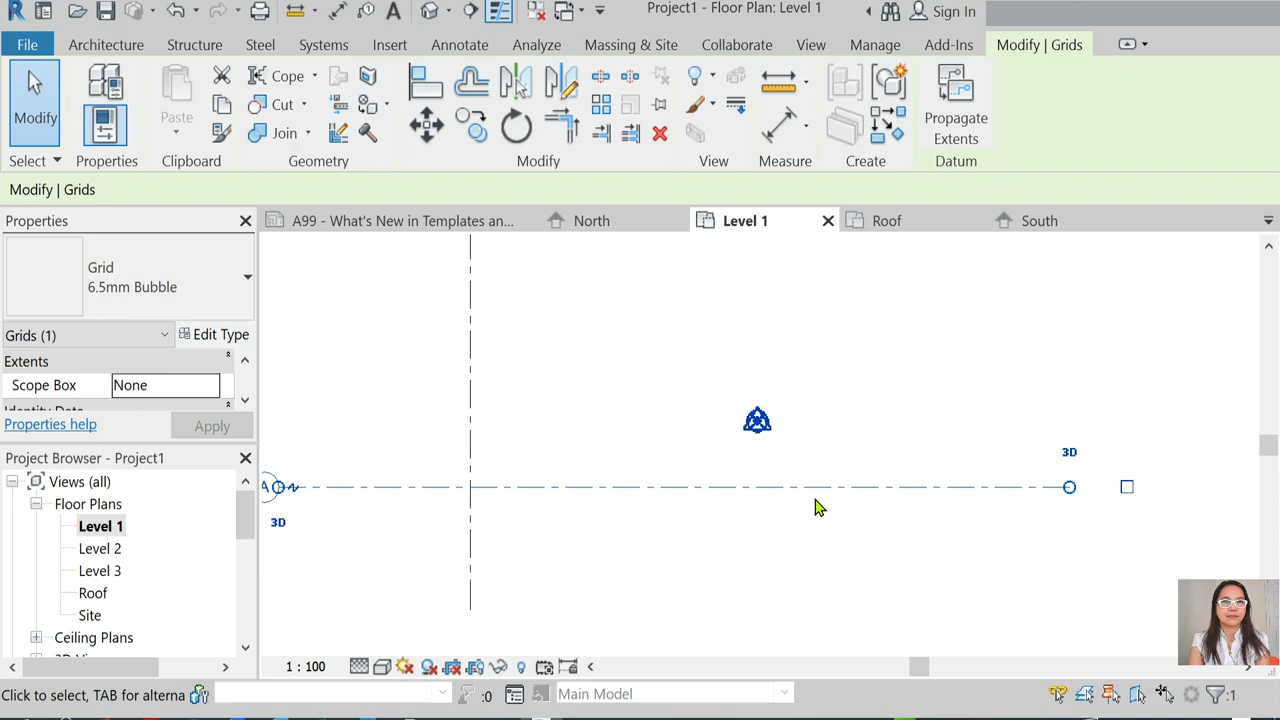 Project1 - Floor Plan: Level 1
Sign In
File Architecture Structure Steel Systems Insert Annotate Analyze Massing & Site Collaborate View Manage Add-Ins Modify | Grids
Modify
Paste
Cope
Cut
Join
Propagate
Extents
Select Properties Clipboard Geometry Modify View Measure Create Datum
Modify | Grids
Properties
A99 - What's New in Templates an...
North
Level 1
Roof
South
Grid
6.5mm Bubble
Grids (1)
Edit Type
Extents
Scope Box None
Identity Data
Properties help
Apply
Project Browser - Project1
Views (all)
Floor Plans
Level 1
Level 2
Level 3
Roof
Site
Ceiling Plans
3D
A
3D
1 : 100
Click to select, TAB for alterna
:0
Main Model
:1